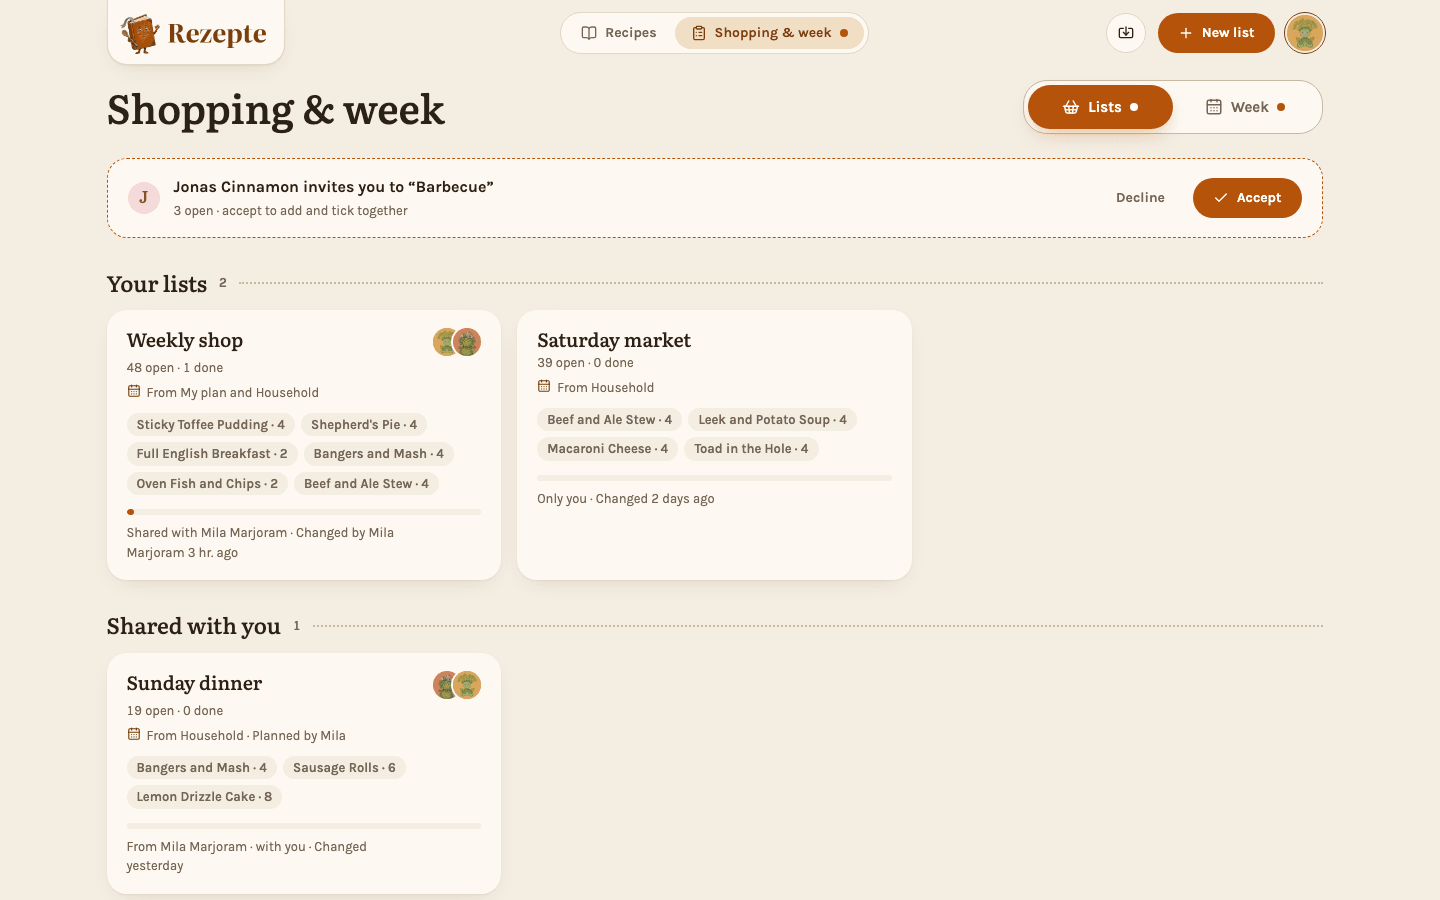 Rezepte
Recipes
Shopping & week
New list
Shopping & week
Lists
Week
J
Jonas Cinnamon invites you to “Barbecue”
3 open · accept to add and tick together
Decline
Accept
Your lists 2
Weekly shop
48 open · 1 done
From My plan and Household
Sticky Toffee Pudding · 4
Shepherd's Pie · 4
Full English Breakfast · 2
Bangers and Mash · 4
Oven Fish and Chips · 2
Beef and Ale Stew · 4
Shared with Mila Marjoram · Changed by Mila
Marjoram 3 hr. ago
Saturday market
39 open · 0 done
From Household
Beef and Ale Stew · 4
Leek and Potato Soup · 4
Macaroni Cheese · 4
Toad in the Hole · 4
Only you · Changed 2 days ago
Shared with you 1
Sunday dinner
19 open · 0 done
From Household · Planned by Mila
Bangers and Mash · 4
Sausage Rolls · 6
Lemon Drizzle Cake · 8
From Mila Marjoram · with you · Changed
yesterday